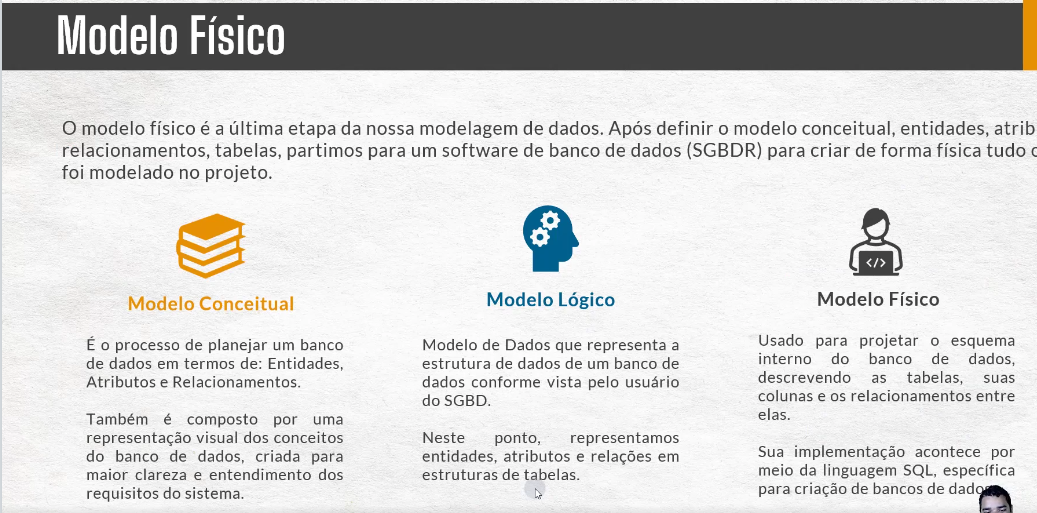 Modelo Físico
O modelo físico é a última etapa da nossa modelagem de dados. Após definir o modelo conceitual, entidades, atrib
relacionamentos, tabelas, partimos para um software de banco de dados (SGBDR) para criar de forma física tudo
foi modelado no projeto.
Modelo Conceitual
É o processo de planejar um banco
de dados em termos de: Entidades,
Atributos e Relacionamentos.
Também é composto por uma
representação visual dos conceitos
do banco de dados, criada para
maior clareza e entendimento dos
requisitos do sistema.
Modelo Lógico
Modelo de Dados que representa a
estrutura de dados de um banco de
dados conforme vista pelo usuário
do SGBD.
Neste ponto, representamos
entidades, atributos e relações em
estruturas de tabelas.
</>
Modelo Físico
Usado para projetar o esquema
interno do banco de dados,
descrevendo as tabelas, suas
colunas e os relacionamentos entre
elas.
Sua implementação acontece por
meio da linguagem SQL, específica
para criação de bancos de dados